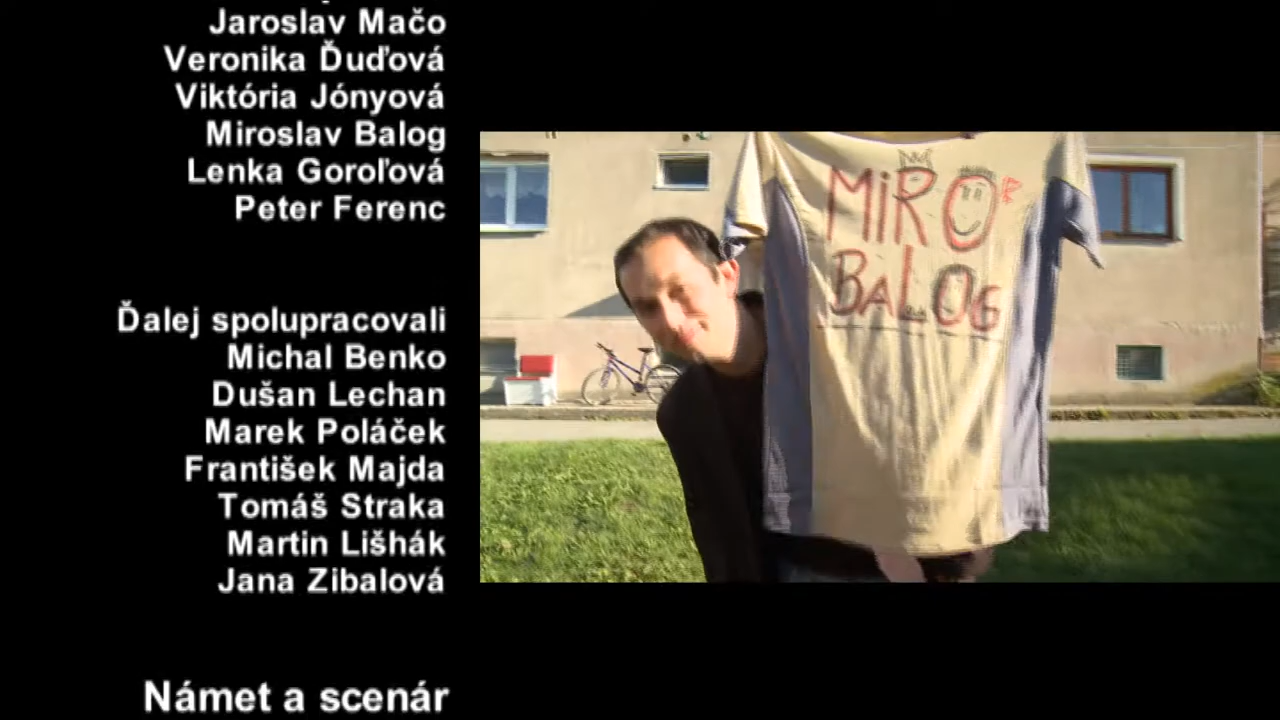 Jaroslav Mačo
Veronika Ďuďová
Viktória Jónyová
Miroslav Balog
Lenka Goroľová
Peter Ferenc
Ďalej spolupracovali
Michal Benko
Dušan Lechan
Marek Poláček
František Majda
Tomáš Straka
Martin Lišhák
Jana Zibalová
Námet a scenár
MiRO
BALOG